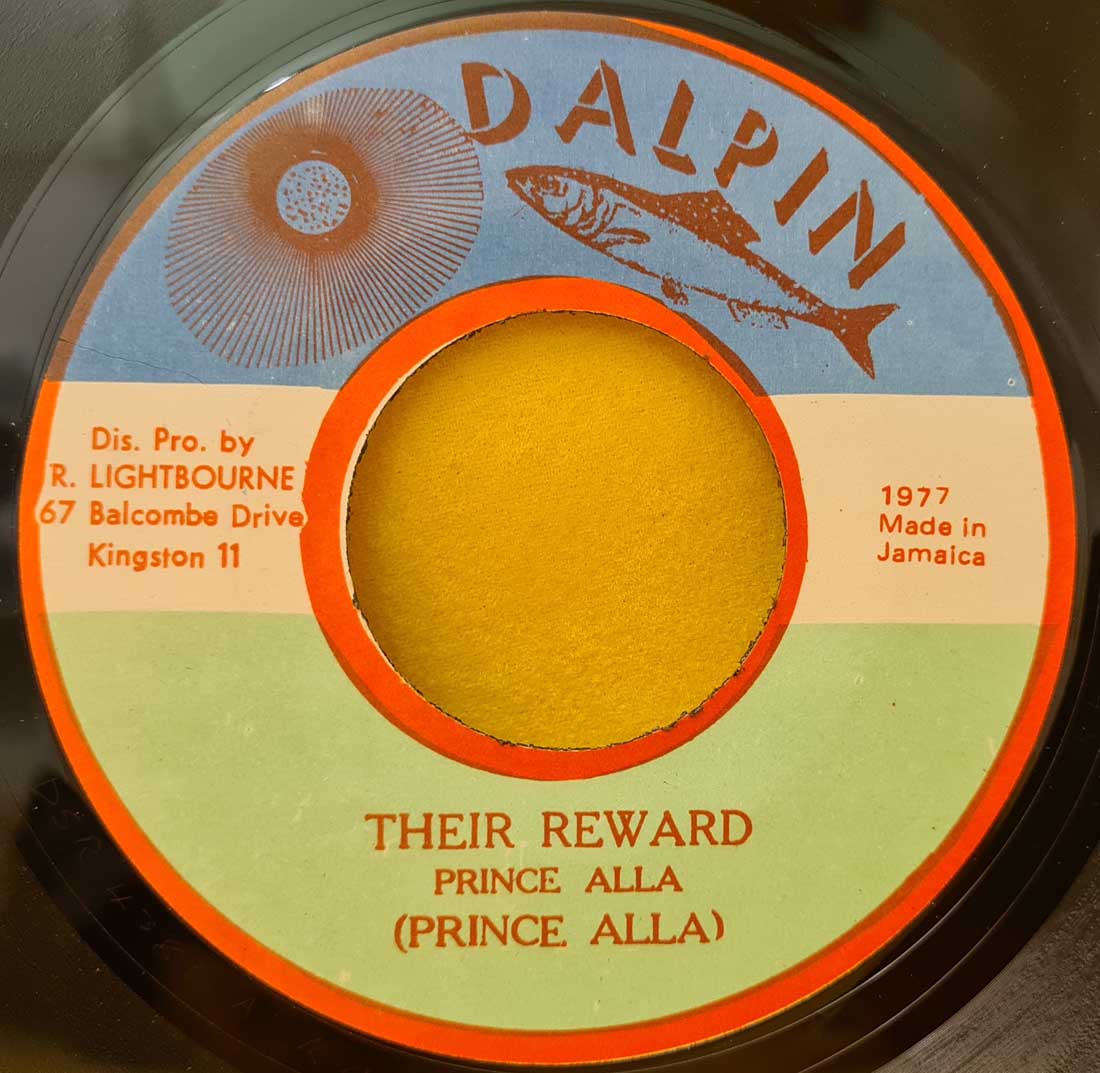 DALPIN
Dis. Pro. by
R. LIGHTBOURNE
67 Balcombe Drive
Kingston 11
1977
Made in
Jamaica
THEIR REWARD
PRINCE ALLA
(PRINCE ALLA)